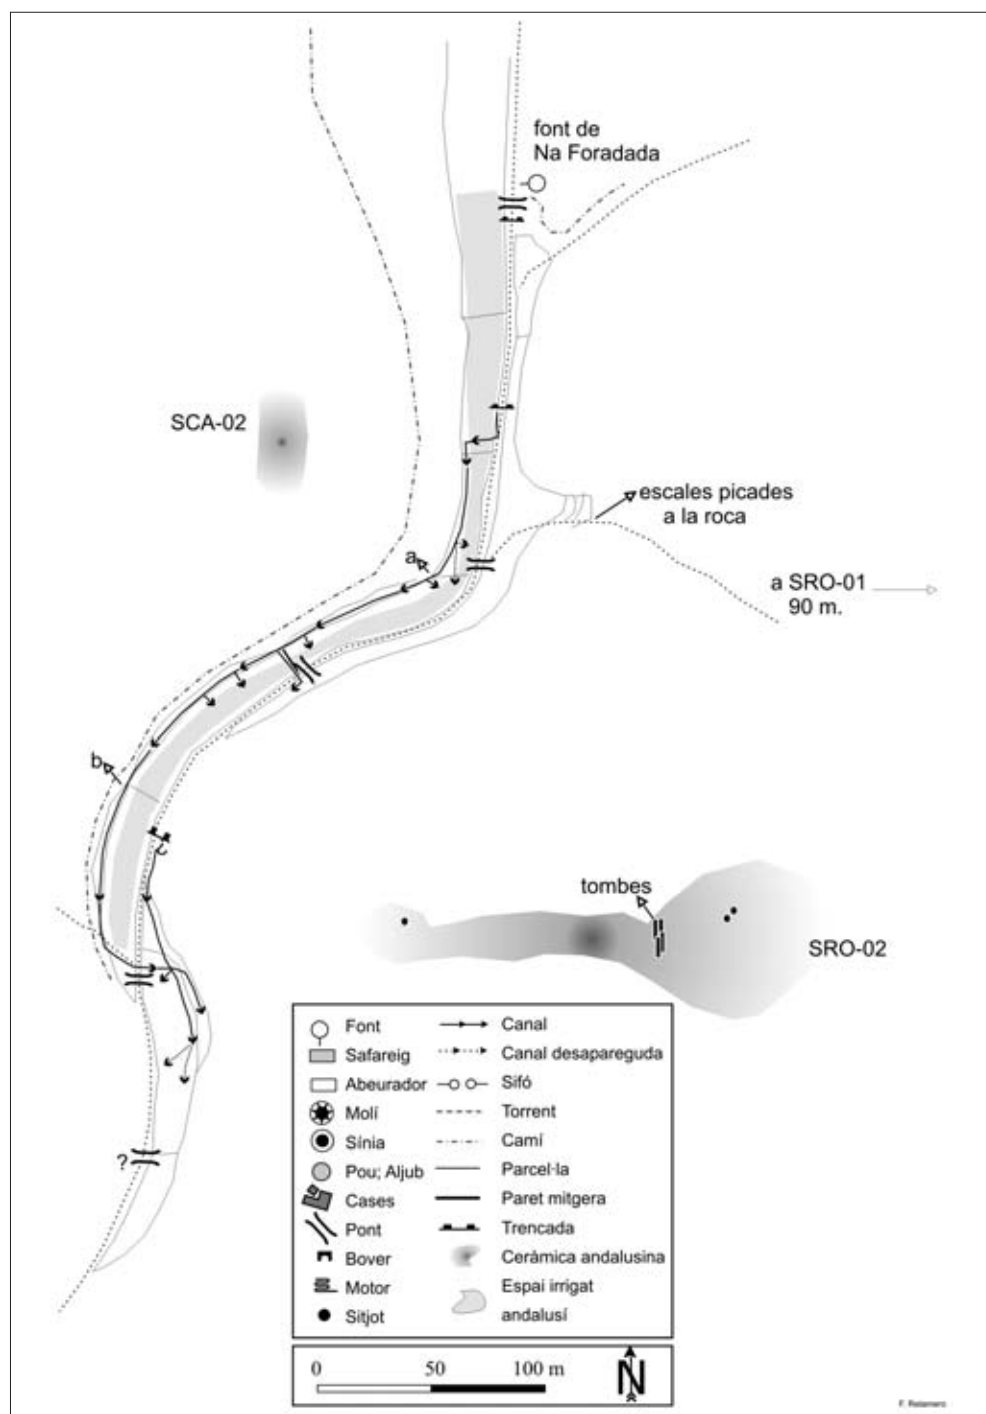 font de
Na Foradada
SCA-02
escales picades
a la roca
a
a SRO-01
90 m.
b
tombes
SRO-02
?
Font
Safareig
Abeurador
Molí
Sínia
Pou; Aljub
Cases
Pont
Bover
Motor
Sitjot
Canal
Canal desapareguda
Sifó
Torrent
Camí
Parcel·la
Paret mitgera
Trencada
Ceràmica andalusina
Espai irrigat
andalusí
0 50 100 m
N
F. Retamero